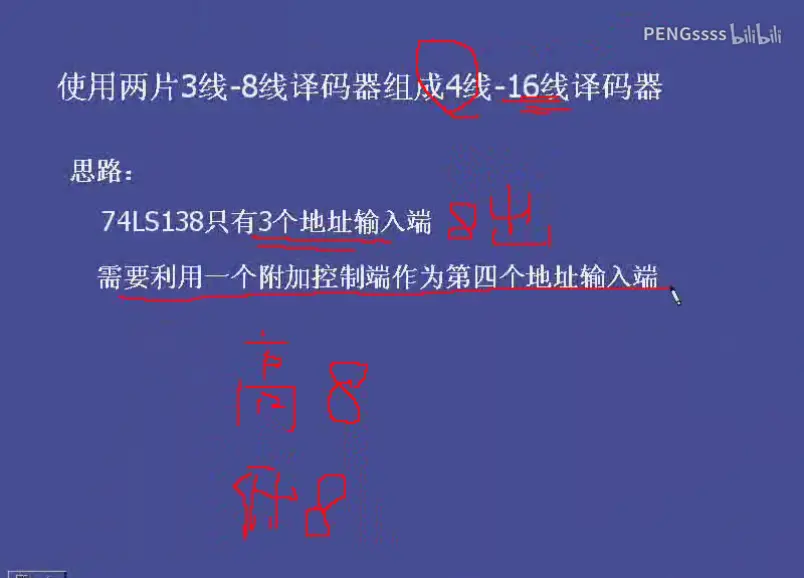 PENGssss bilibili
使用两片3线-8线译码器组成4线-16线译码器
思路：
74LS138只有3个地址输入端 8出
需要利用一个附加控制端作为第四个地址输入端
高8